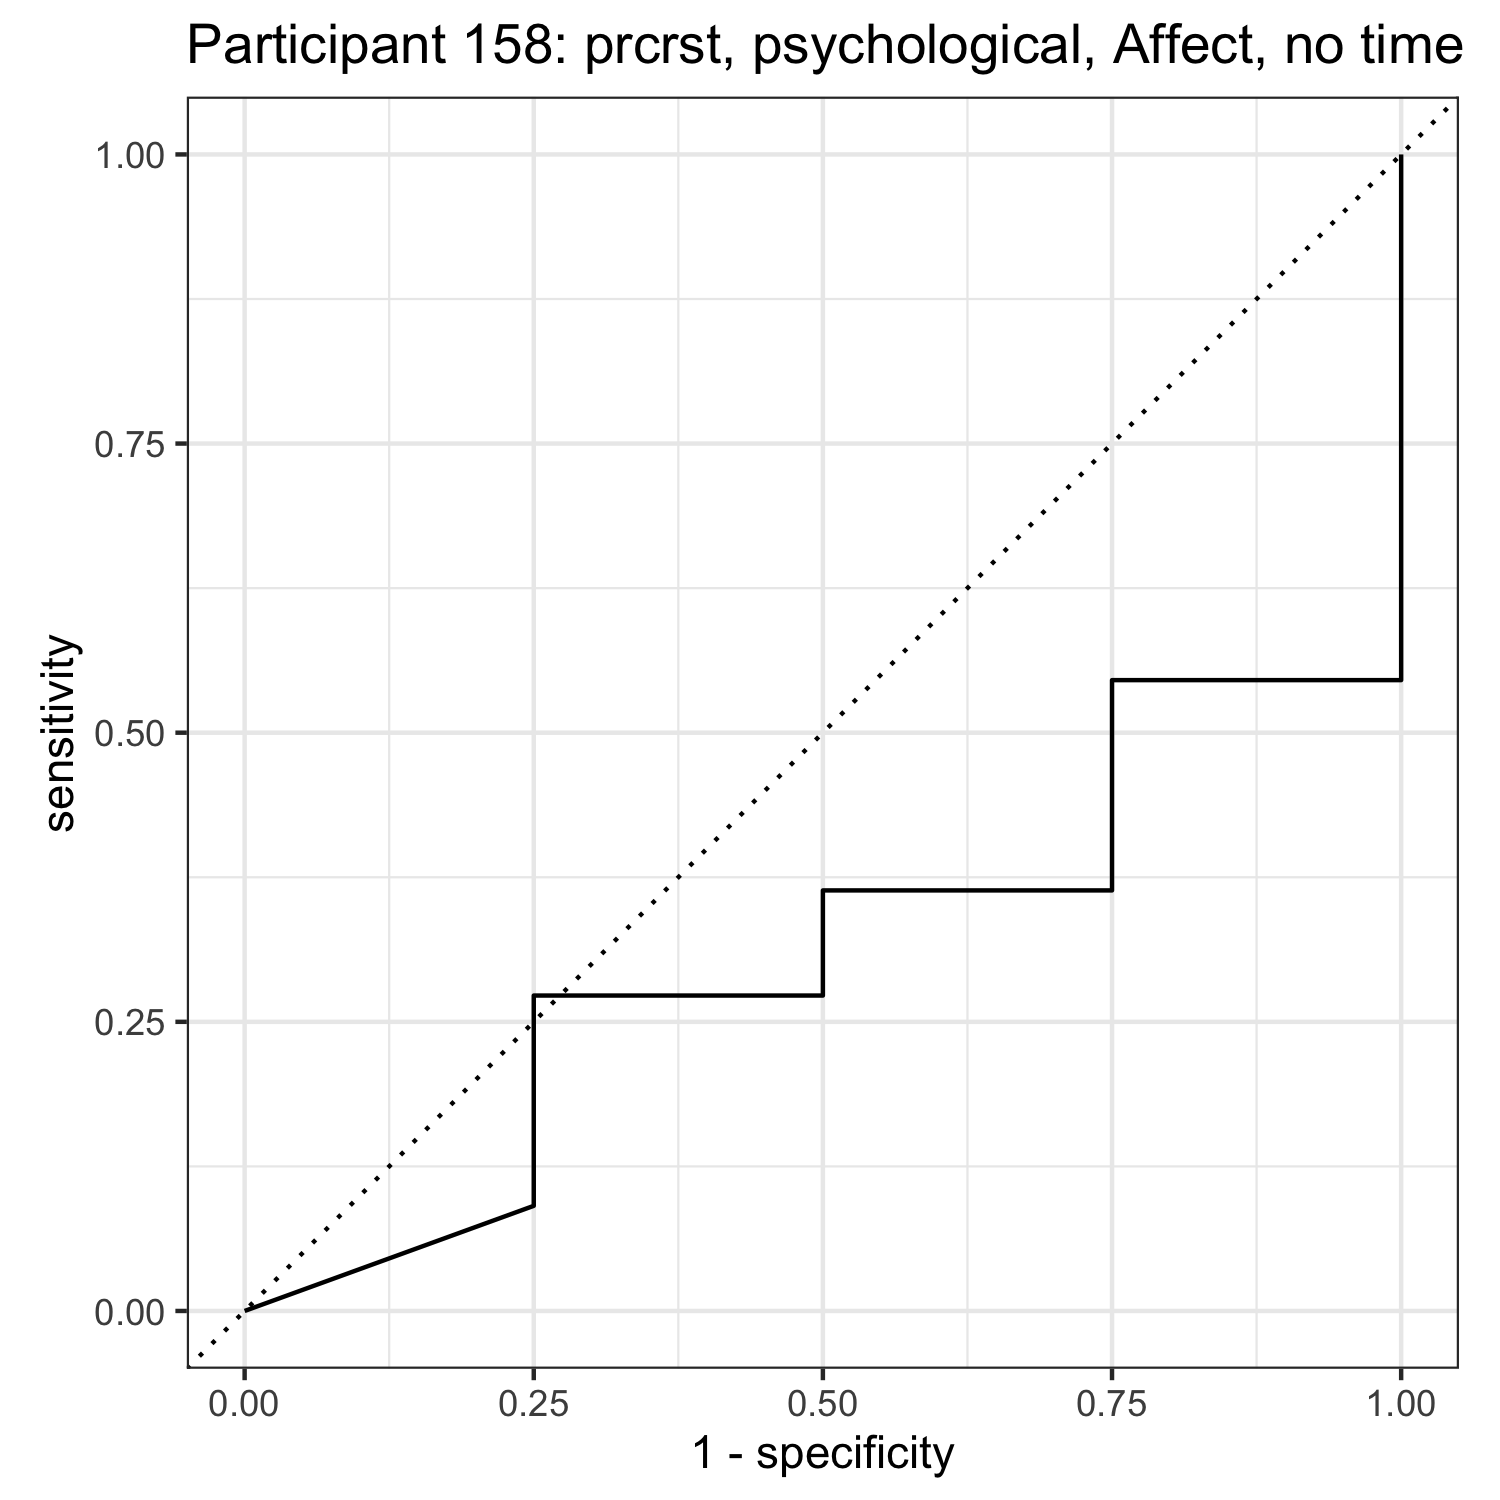 Participant 158: prcrst, psychological, Affect, no time
1.00
0.75
0.50
0.25
0.00
sensitivity
0.00 0.25 0.50 0.75 1.00
1 - specificity